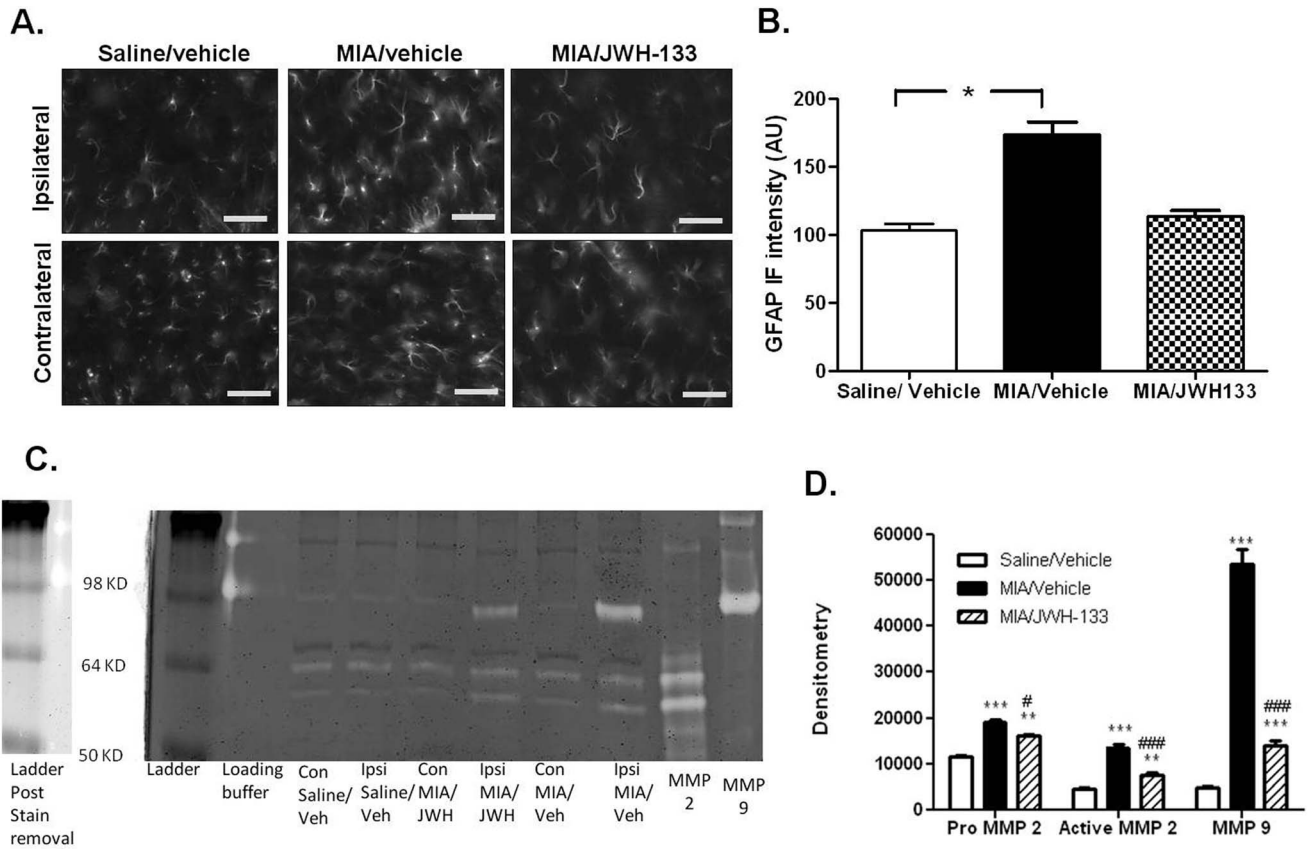 A.
Saline/vehicle MIA/vehicle MIA/JWH-133
Ipsilateral
Contralateral
B.
GFAP IF intensity (AU)
200
150
100
50
0
*
Saline/ Vehicle MIA/Vehicle MIA/JWH133
C.
98 KD
64 KD
50 KD
Ladder
Post
Stain
removal
Ladder
Loading
buffer
Con
Saline/
Veh
Ipsi
Saline/
Veh
Con
MIA/
JWH
Ipsi
MIA/
JWH
Con
MIA/
Veh
Ipsi
MIA/
Veh
MMP
2
MMP
9
D.
Densitometry
60000
50000
40000
30000
20000
10000
0
Saline/Vehicle
MIA/Vehicle
MIA/JWH-133
***
#
**
***
###
**
***
###
***
Pro MMP 2 Active MMP 2 MMP 9